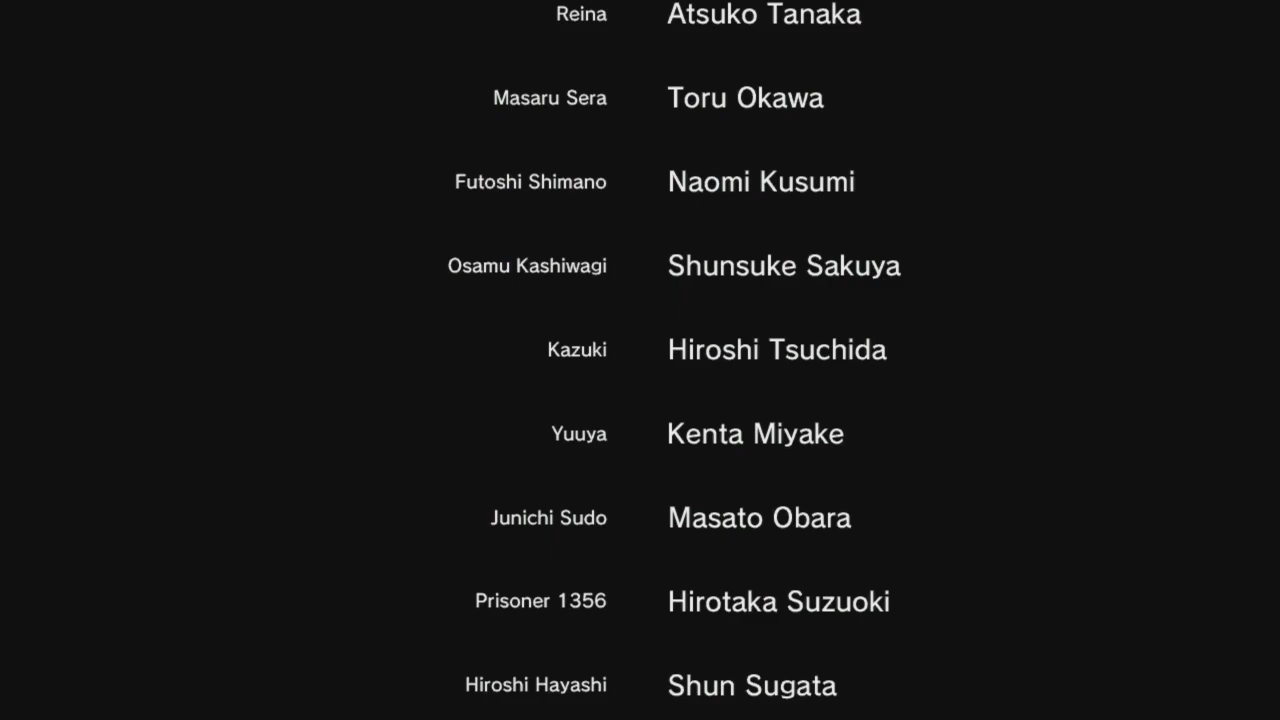 Reina Atsuko Tanaka
Masaru Sera Toru Okawa
Futoshi Shimano Naomi Kusumi
Osamu Kashiwagi Shunsuke Sakuya
Kazuki Hiroshi Tsuchida
Yuuya Kenta Miyake
Junichi Sudo Masato Obara
Prisoner 1356 Hirotaka Suzuoki
Hiroshi Hayashi Shun Sugata